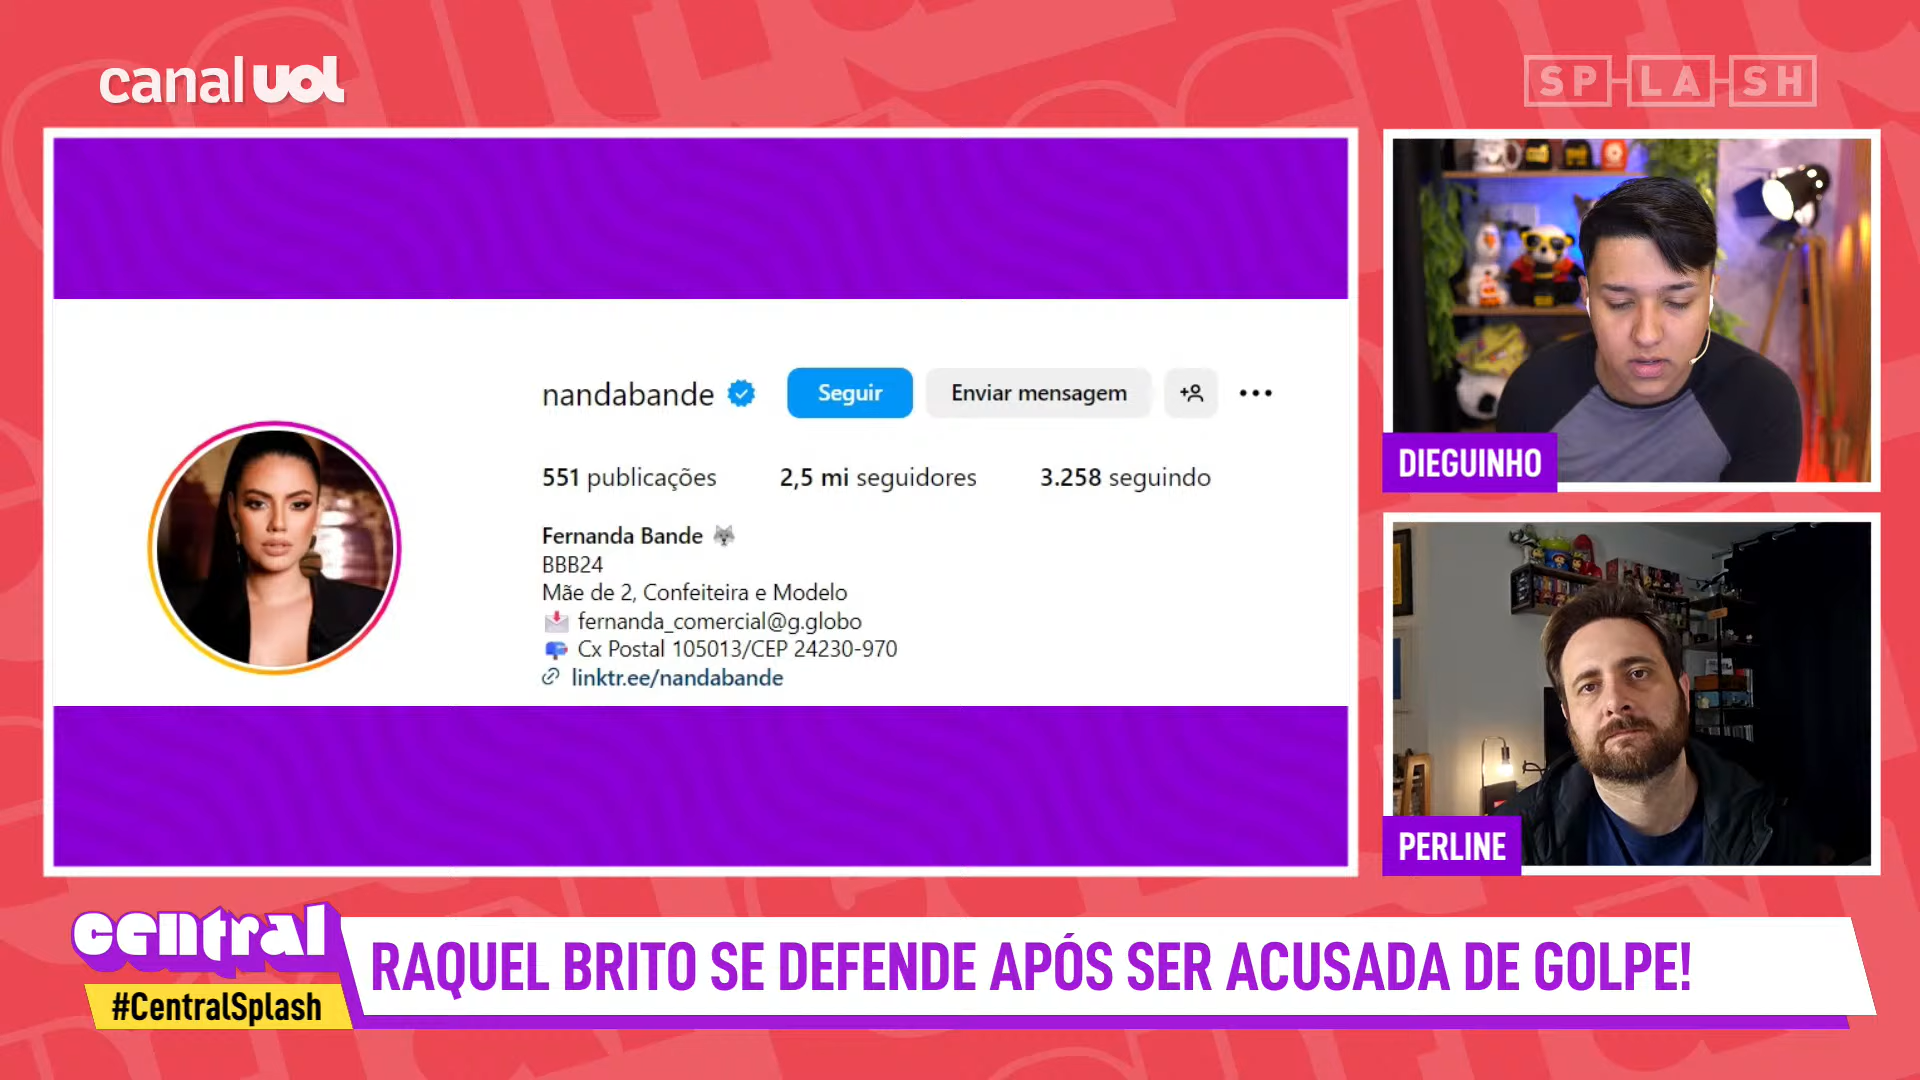 canal uol
SPLASH
nandabande
Seguir
Enviar mensagem
551 publicações
2,5 mi seguidores
3.258 seguindo
Fernanda Bande
BBB24
Mãe de 2, Confeiteira e Modelo
fernanda_comercial@g.globo
Cx Postal 105013/CEP 24230-970
linktr.ee/nandabande
DIEGUINHO
PERLINE
central
#CentralSplash
RAQUEL BRITO SE DEFENDE APÓS SER ACUSADA DE GOLPE!